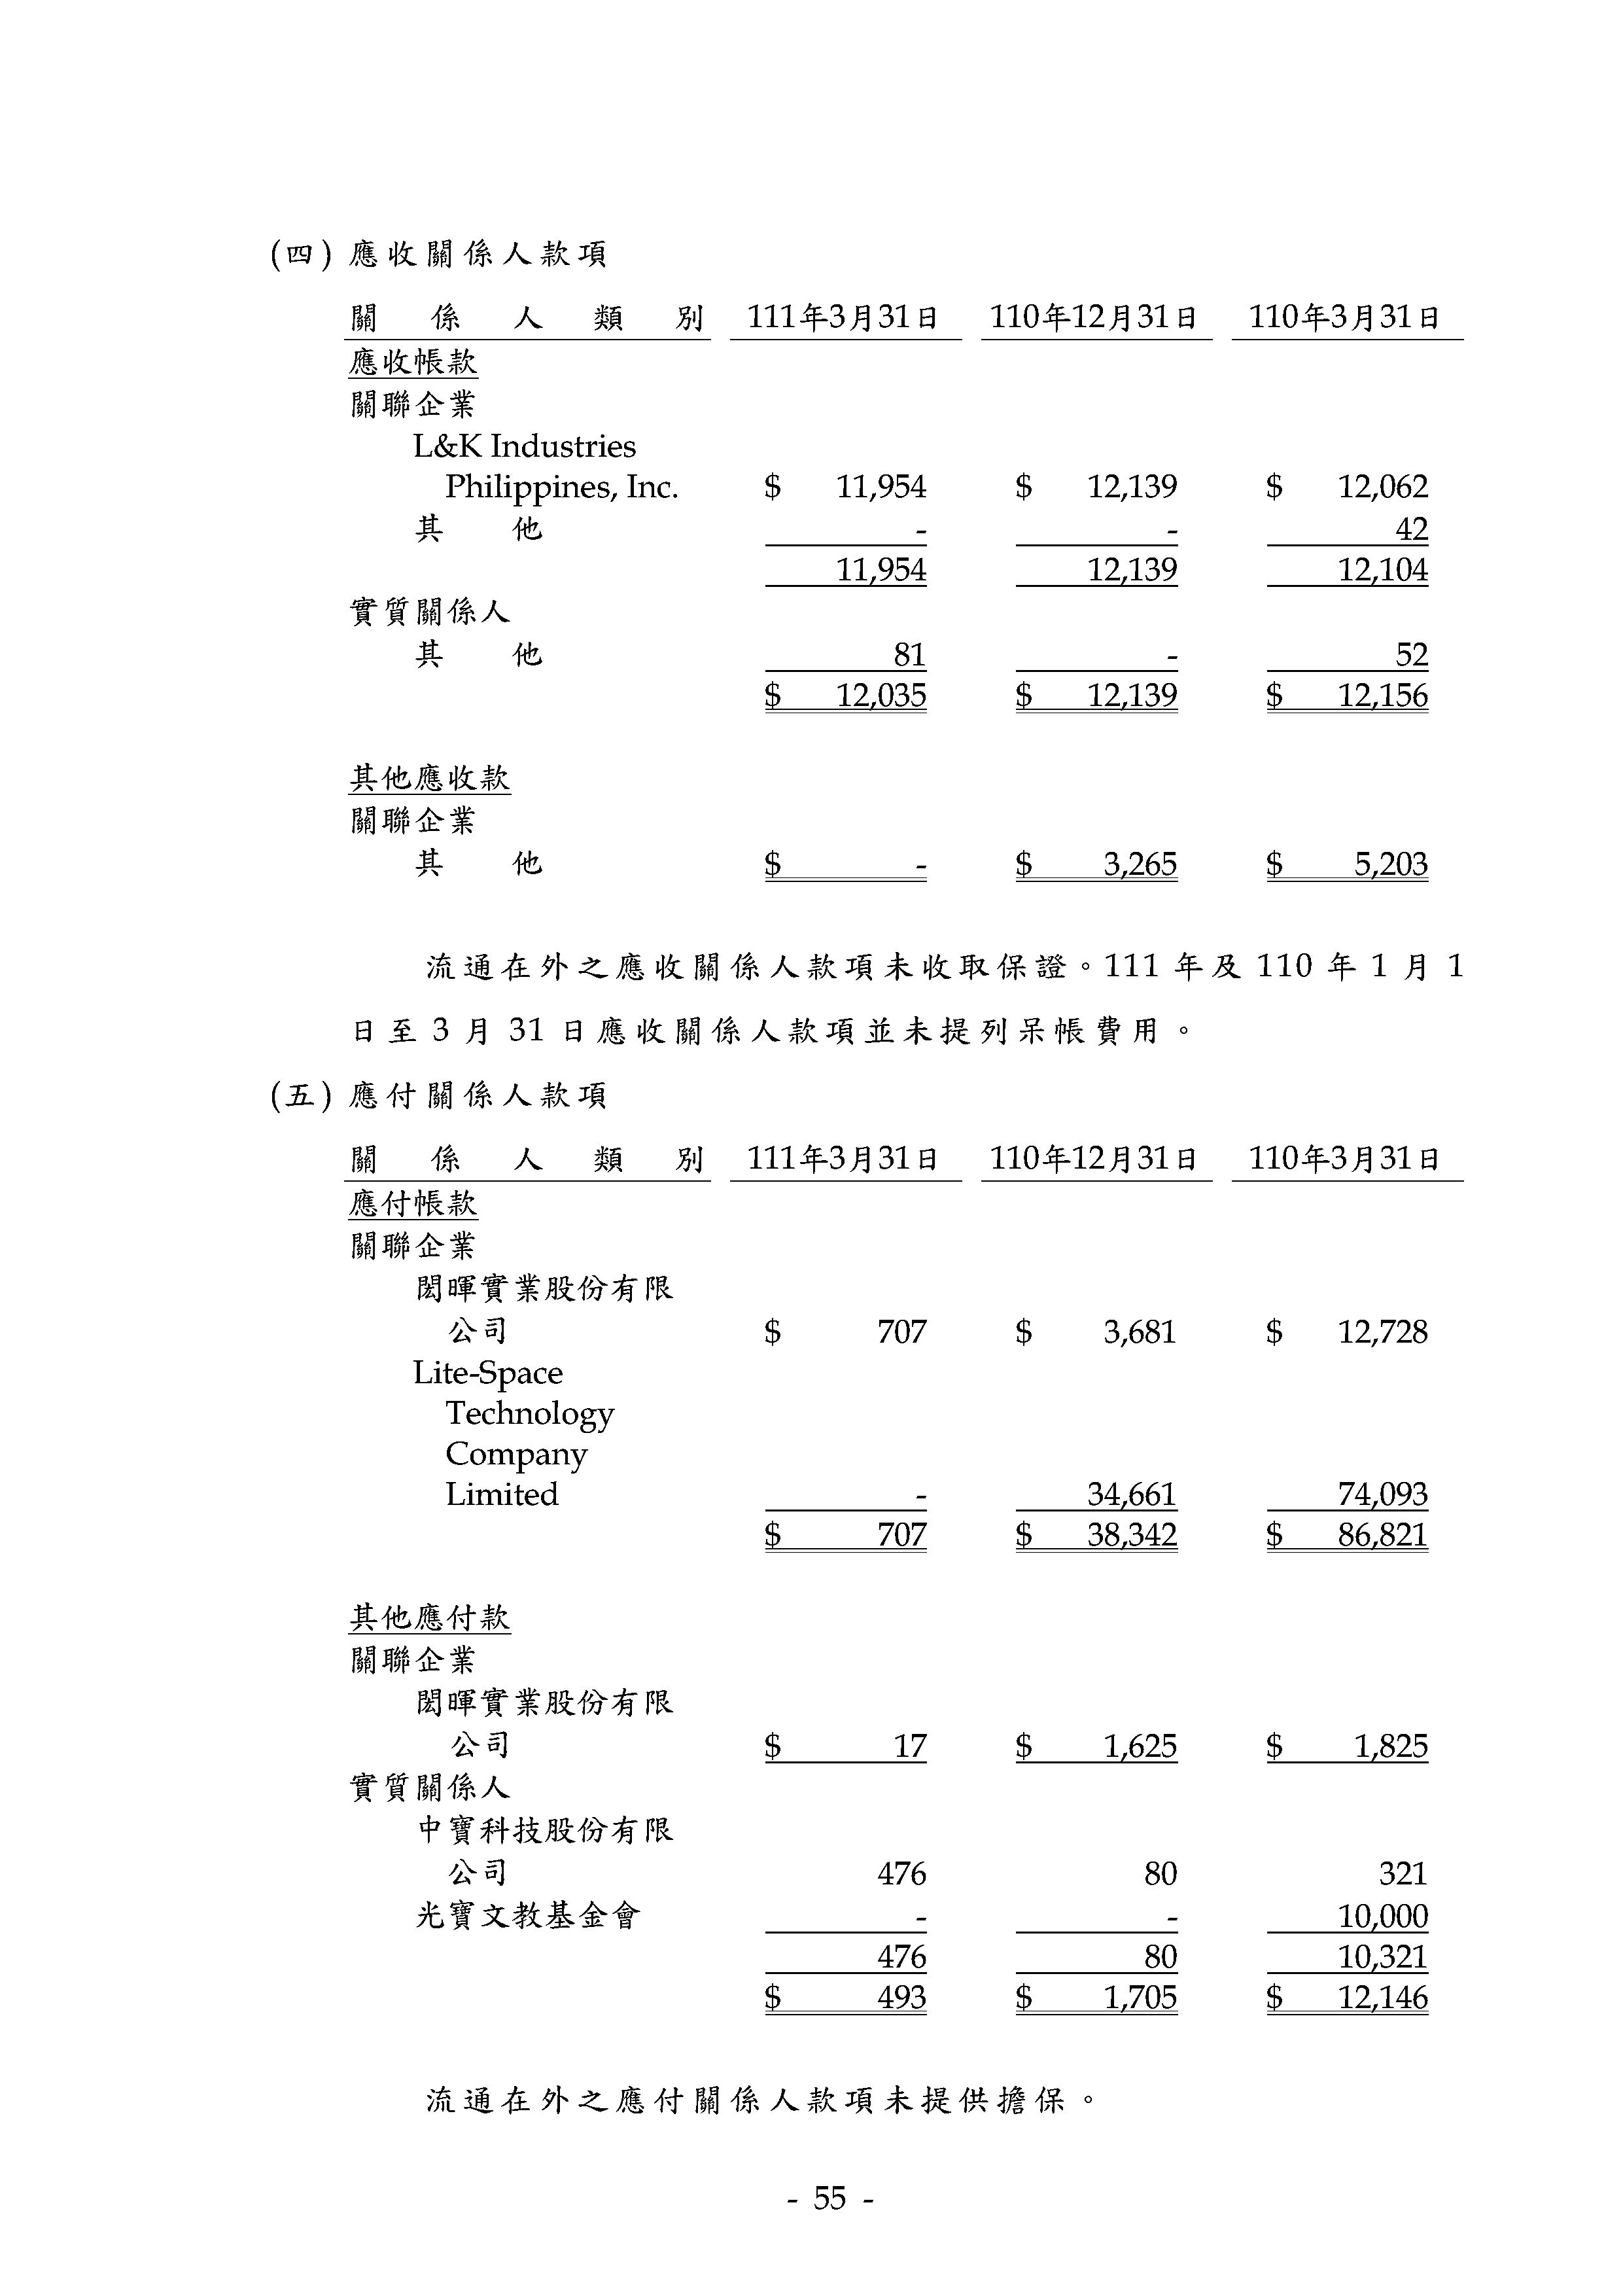 (四) 應收關係人款項
關係人類別 111年3月31日 110年12月31日 110年3月31日
應收帳款
關聯企業
L&K Industries
Philippines, Inc. $ 11,954 $ 12,139 $ 12,062
其他 - - 42
11,954 12,139 12,104
實質關係人
其他 81 - 52
$ 12,035 $ 12,139 $ 12,156
其他應收款
關聯企業
其他 $ - $ 3,265 $ 5,203
流通在外之應收關係人款項未收取保證。111 年及 110 年 1 月 1
日至 3 月 31 日應收關係人款項並未提列呆帳費用。
(五) 應付關係人款項
關係人類別 111年3月31日 110年12月31日 110年3月31日
應付帳款
關聯企業
閎暉實業股份有限
公司 $ 707 $ 3,681 $ 12,728
Lite-Space
Technology
Company
Limited - 34,661 74,093
$ 707 $ 38,342 $ 86,821
其他應付款
關聯企業
閎暉實業股份有限
公司 $ 17 $ 1,625 $ 1,825
實質關係人
中寶科技股份有限
公司 476 80 321
光寶文教基金會 - - 10,000
476 80 10,321
$ 493 $ 1,705 $ 12,146
流通在外之應付關係人款項未提供擔保。
- 55 -